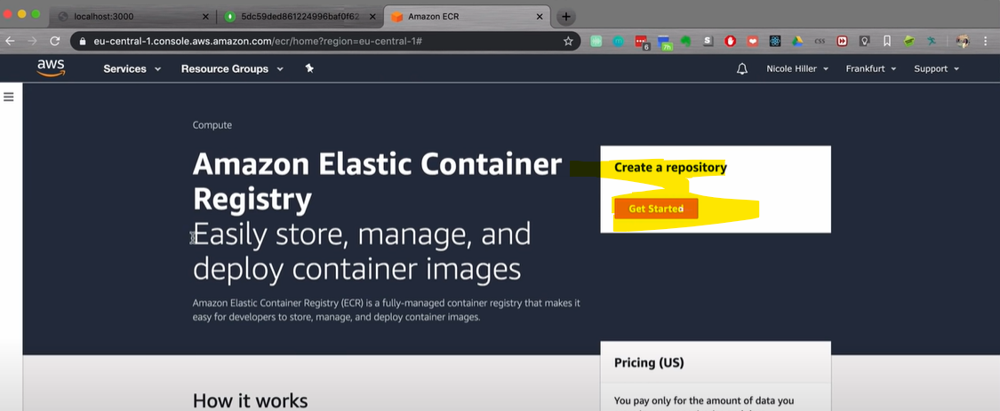 localhost:3000
5dc59ded861224996baf0f62
Amazon ECR
eu-central-1.console.aws.amazon.com/ecr/home?region=eu-central-1#
6
7h
S
CSS
aws
Services
Resource Groups
Nicole Hiller
Frankfurt
Support
Compute
Amazon Elastic Container
Registry
Easily store, manage, and
deploy container images
Amazon Elastic Container Registry (ECR) is a fully-managed container registry that makes it
easy for developers to store, manage, and deploy container images.
Create a repository
Get Started
Pricing (US)
You pay only for the amount of data you
How it works